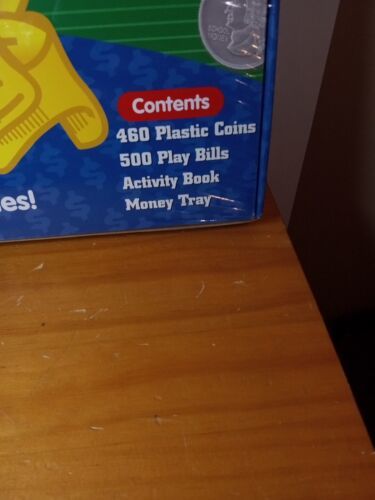 Contents
460 Plastic Coins
500 Play Bills
Activity Book
Money Tray
es!